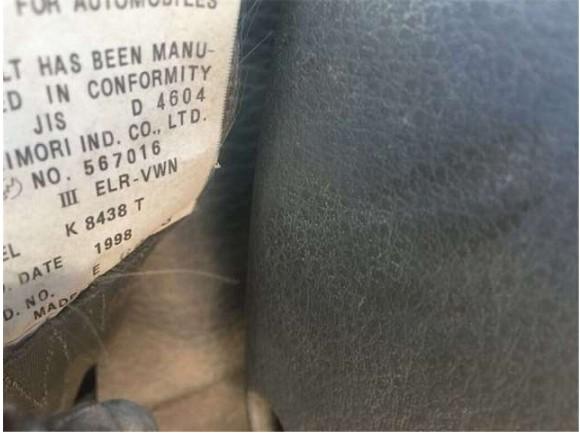 FOR AUTOMOBILES
LT HAS BEEN MANU-
ED IN CONFORMITY
JIS D 4604
IMORI IND. CO., LTD.
NO. 567016
III ELR-VWN
EL K 8438 T
. DATE 1998
D. NO. E
MADE